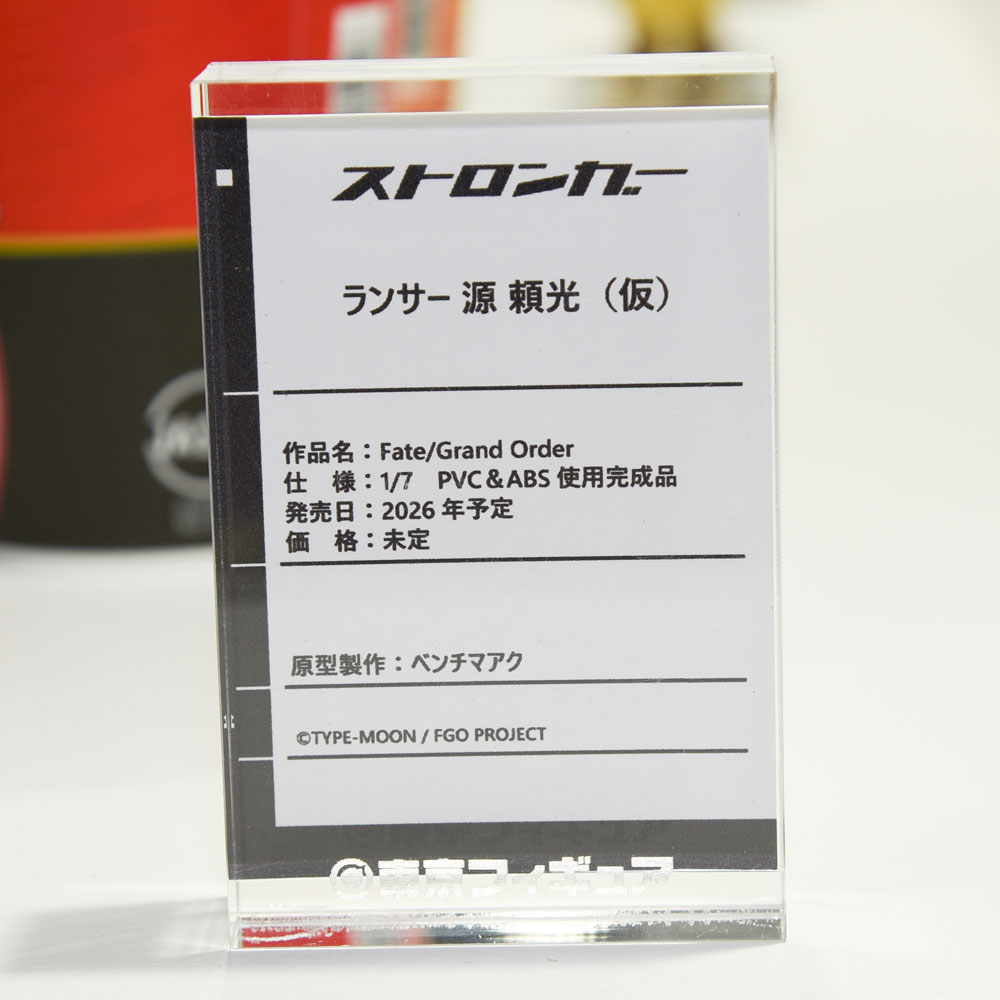 ストロンガー
ランサー 源 頼光（仮）
作品名：Fate/Grand Order
仕　様：1/7　PVC＆ABS 使用完成品
発売日：2026 年予定
価　格：未定
原型製作：ベンチマアク
©TYPE-MOON / FGO PROJECT
東京フィギュア